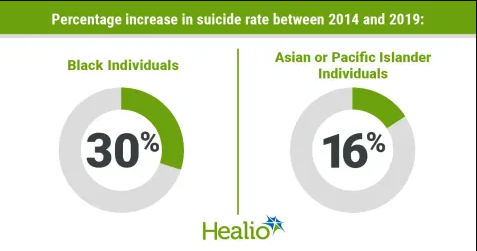 Percentage increase in suicide rate between 2014 and 2019:
Black Individuals
30%
Asian or Pacific Islander
Individuals
16%
Healio